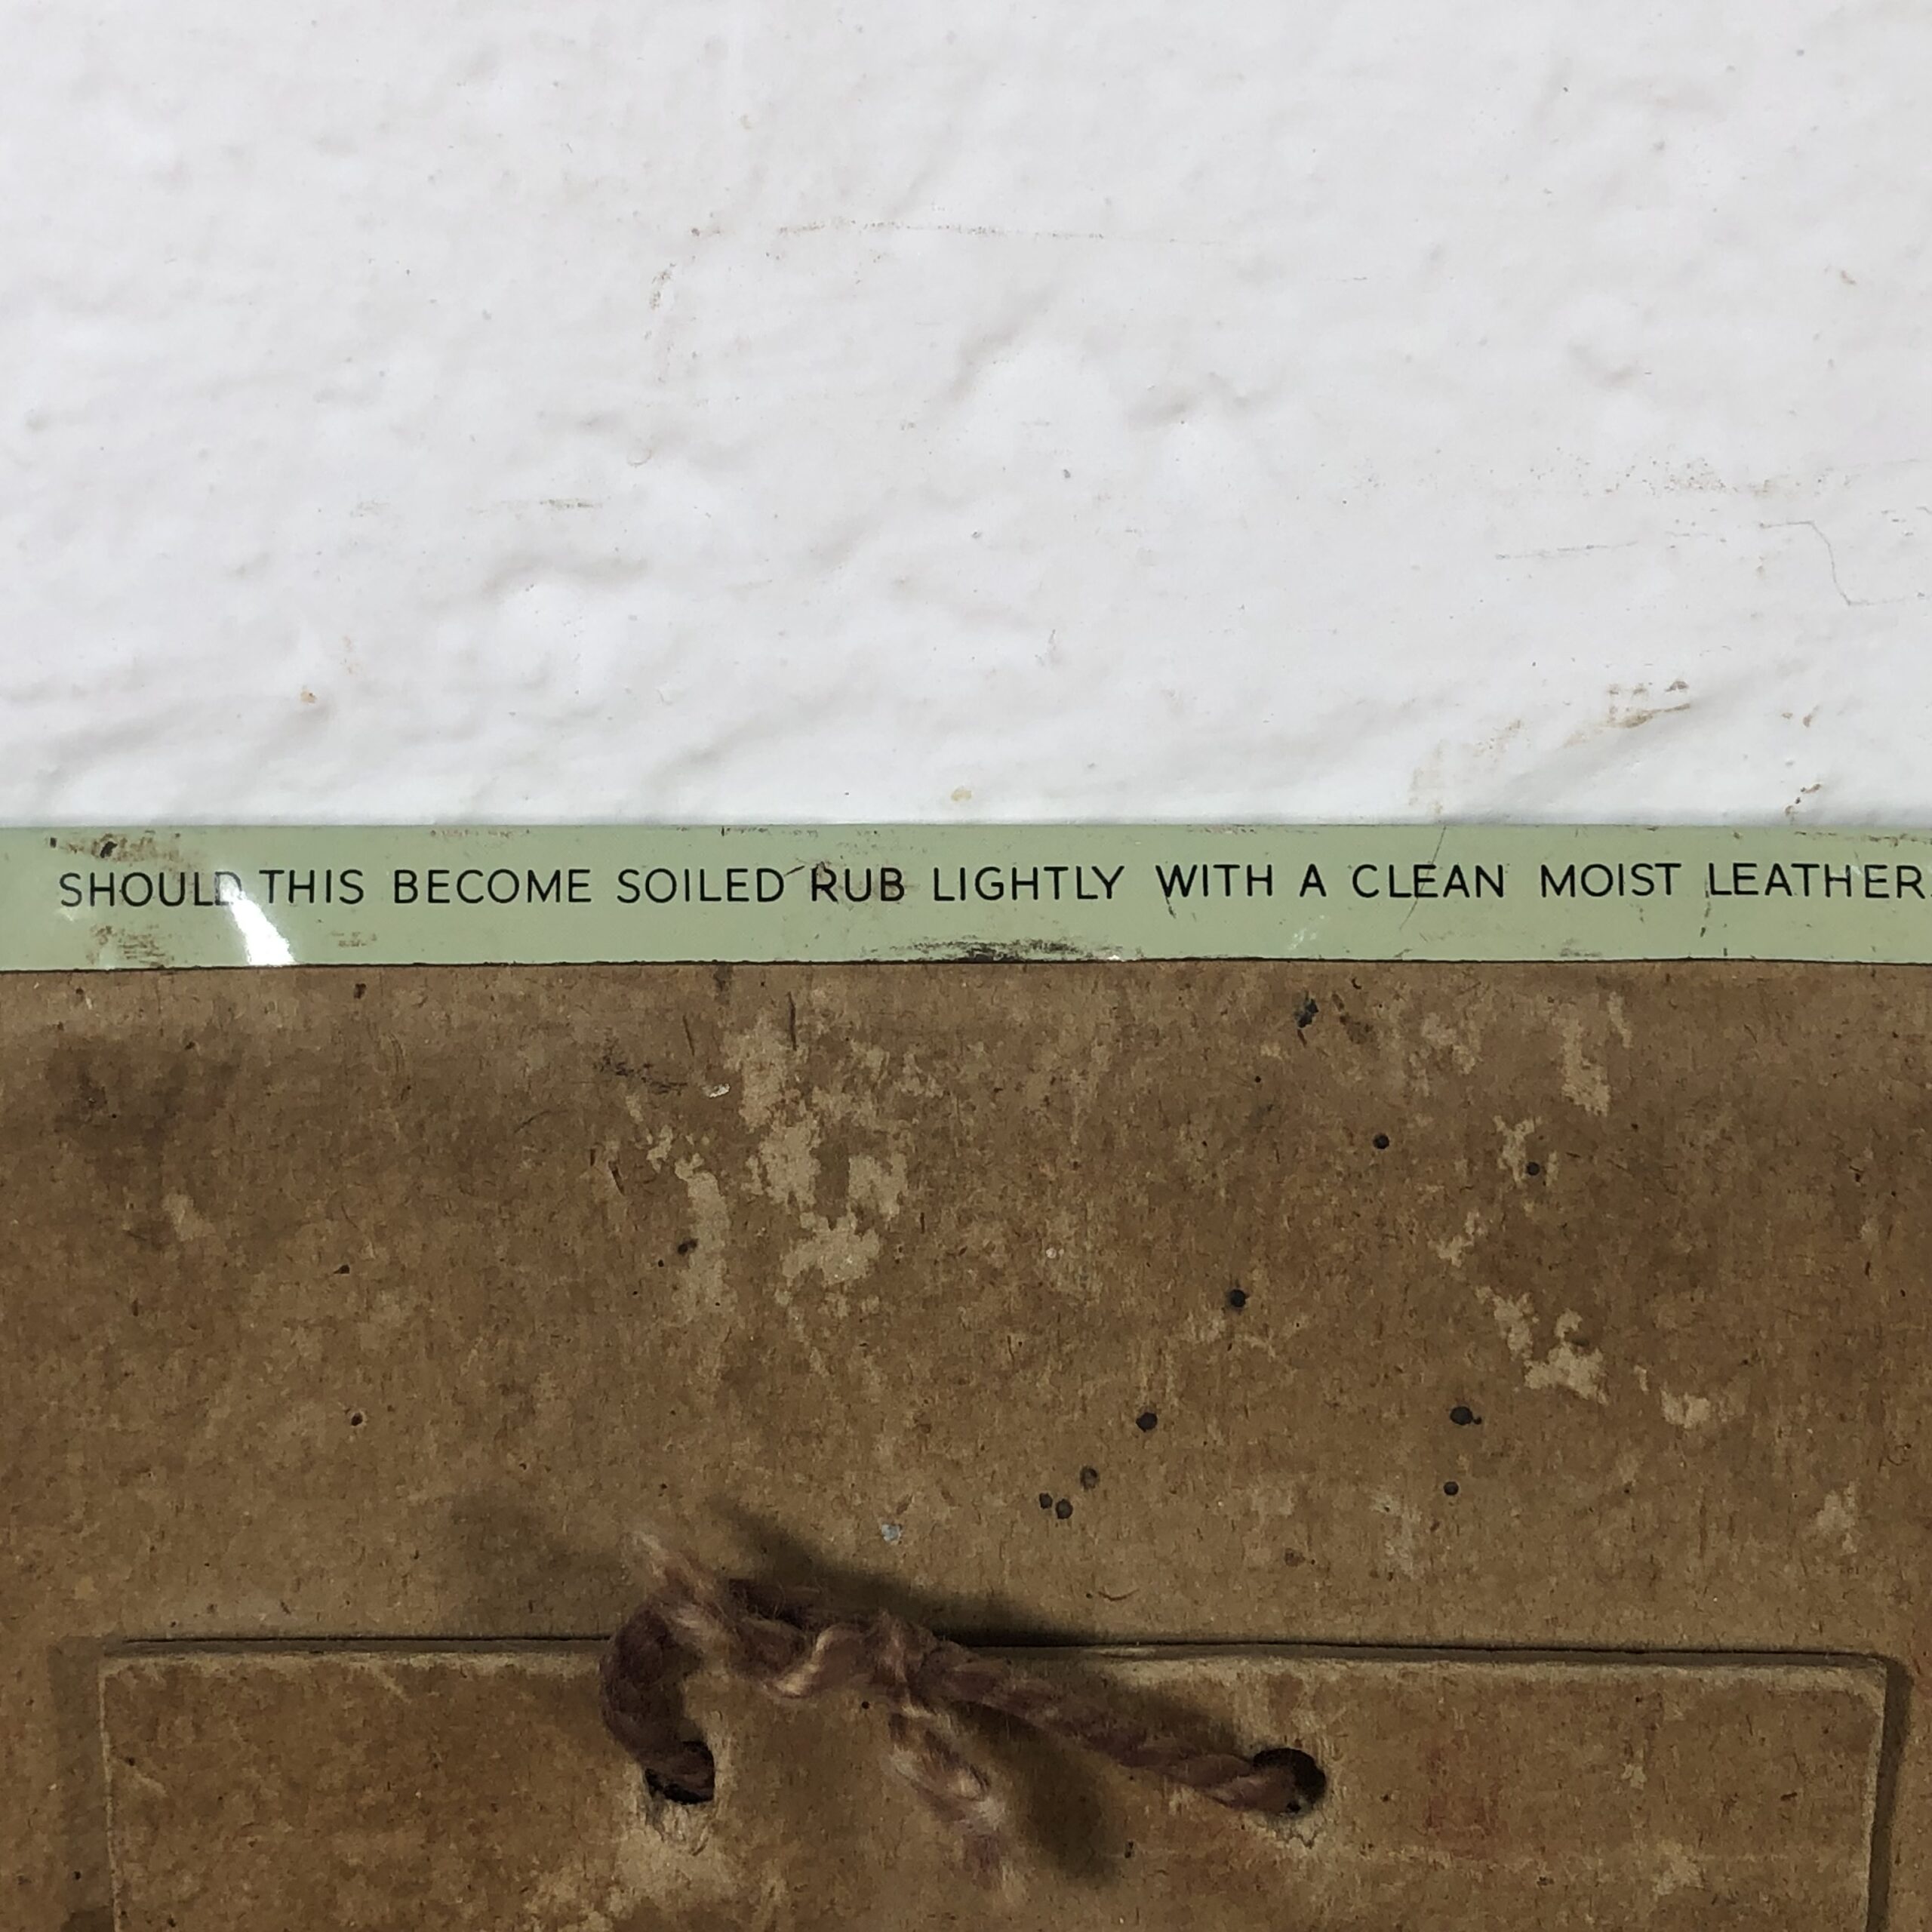 SHOULD THIS BECOME SOILED RUB LIGHTLY WITH A CLEAN MOIST LEATHER